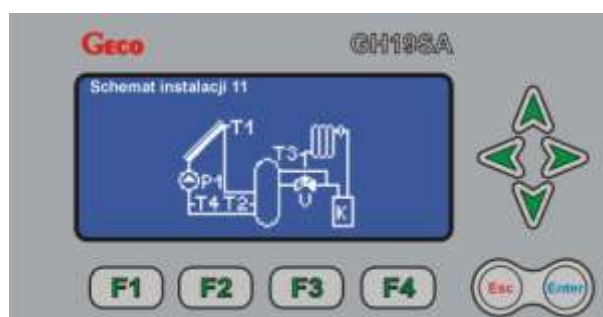 GECO GH19SA
Schemat instalacji 11
T1
T3
P1
T4 T2
U
K
F1 F2 F3 F4 Esc Enter